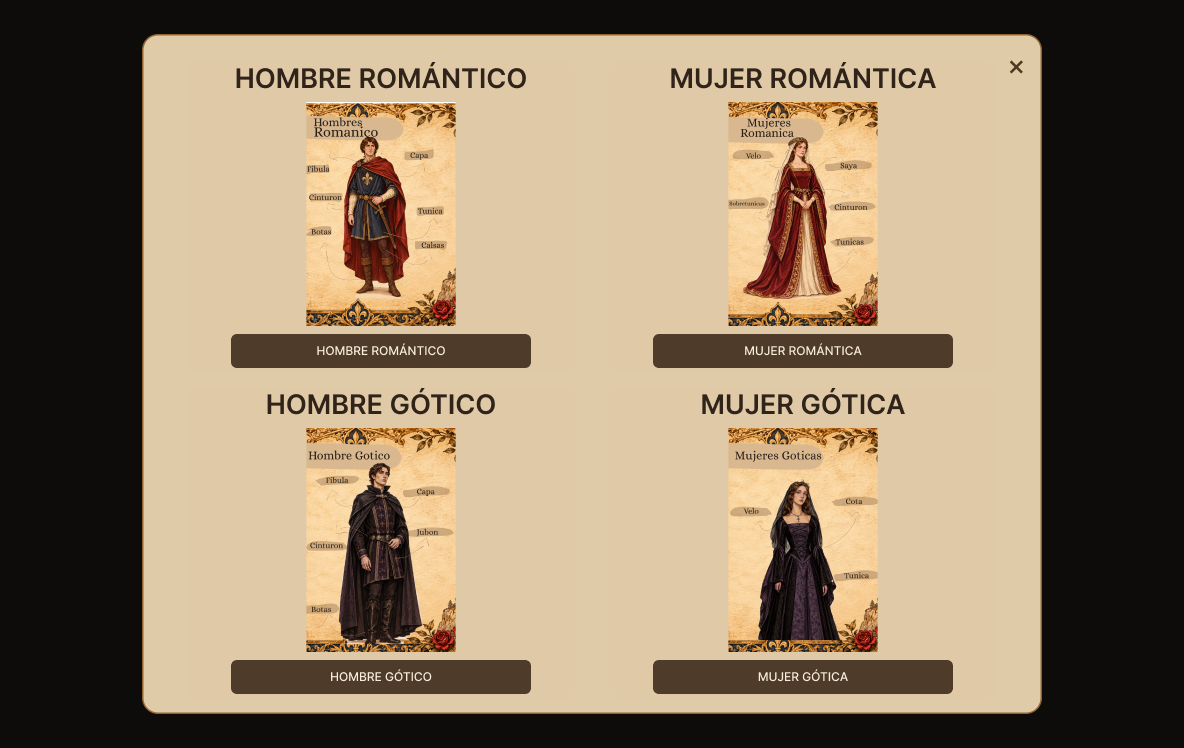 HOMBRE ROMÁNTICO
Hombres
Romanico
Capa
Fibula
Cinturon
Tunica
Botas
Calsas
HOMBRE ROMÁNTICO
MUJER ROMÁNTICA
Mujeres
Romanica
Velo
Saya
Sobretunicas
Cinturon
Tunicas
MUJER ROMÁNTICA
HOMBRE GÓTICO
Hombre Gotico
Fibula
Capa
Jubon
Cinturon
Botas
HOMBRE GÓTICO
MUJER GÓTICA
Mujeres Goticas
Cota
Velo
Tunica
MUJER GÓTICA